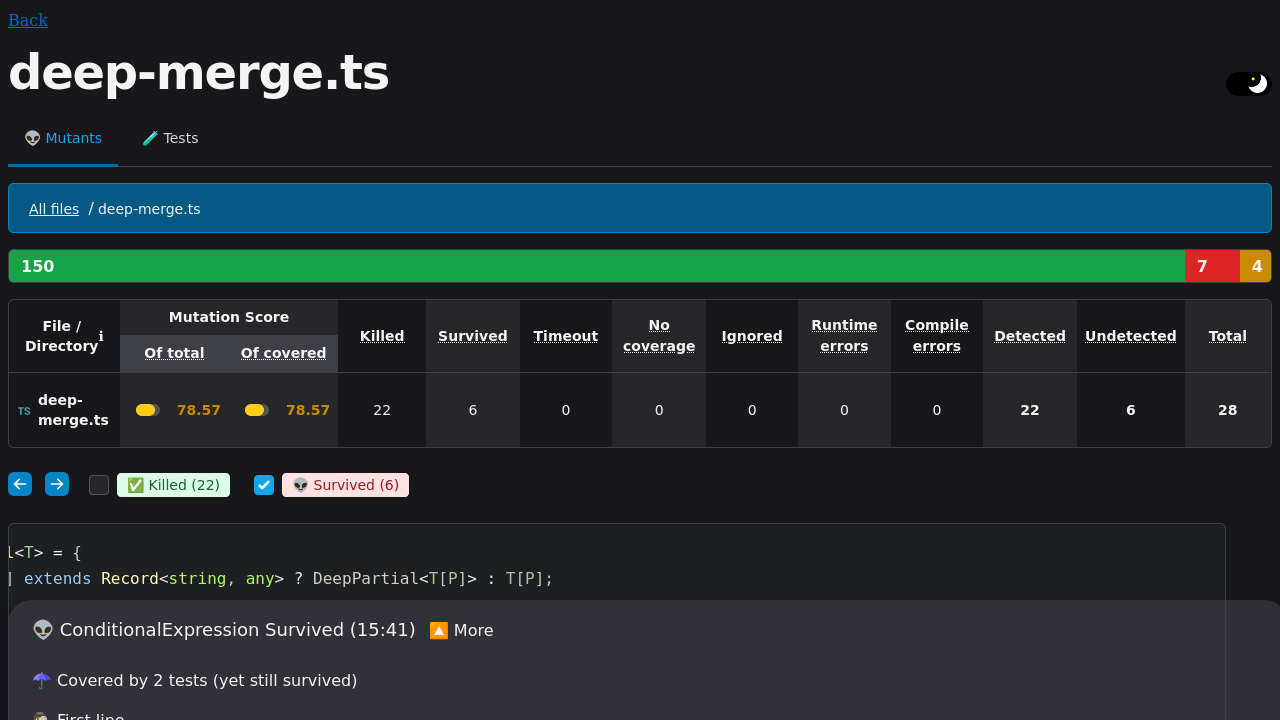 Back
deep-merge.ts
👽 Mutants
🧪 Tests
All files / deep-merge.ts
150 7 4
File / Directory ℹ
Mutation Score
Of total
Of covered
Killed
Survived
Timeout
No coverage
Ignored
Runtime errors
Compile errors
Detected
Undetected
Total
TS deep-merge.ts 78.57 78.57 22 6 0 0 0 0 0 22 6 28
✅ Killed (22)
👽 Survived (6)
<T> = {
extends Record<string, any> ? DeepPartial<T[P]> : T[P];
👽 ConditionalExpression Survived (15:41) 🔼 More
☂️ Covered by 2 tests (yet still survived)
First line